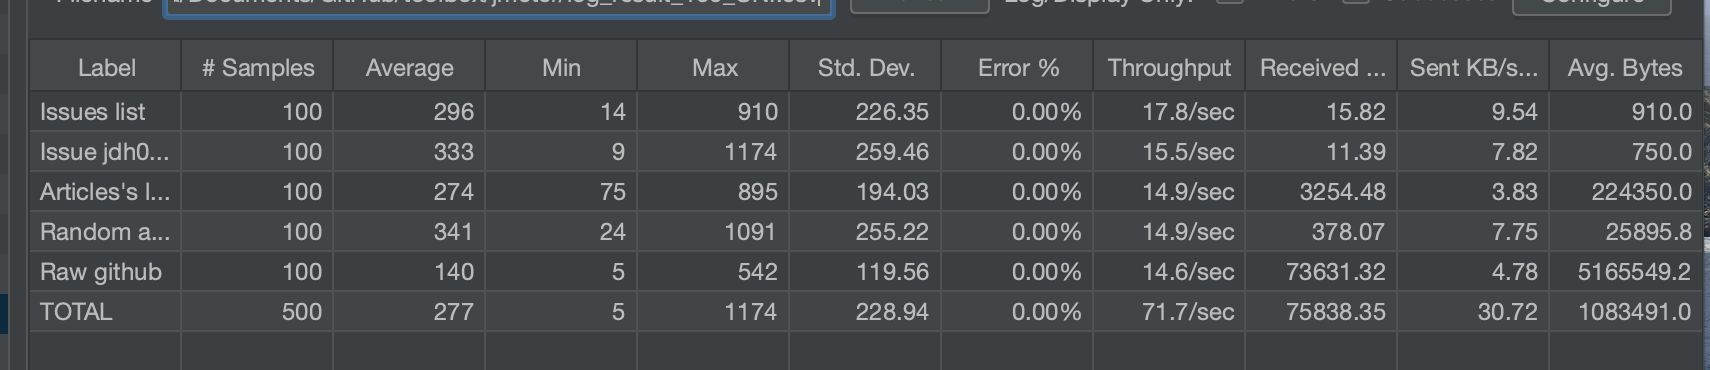 Filename /Documents/GitHub/toolbox/jmeter/log_result_100_ Log/Display Only: Configure
Label # Samples Average Min Max Std. Dev. Error % Throughput Received ... Sent KB/s... Avg. Bytes
Issues list 100 296 14 910 226.35 0.00% 17.8/sec 15.82 9.54 910.0
Issue jdh0... 100 333 9 1174 259.46 0.00% 15.5/sec 11.39 7.82 750.0
Articles's l... 100 274 75 895 194.03 0.00% 14.9/sec 3254.48 3.83 224350.0
Random a... 100 341 24 1091 255.22 0.00% 14.9/sec 378.07 7.75 25895.8
Raw github 100 140 5 542 119.56 0.00% 14.6/sec 73631.32 4.78 5165549.2
TOTAL 500 277 5 1174 228.94 0.00% 71.7/sec 75838.35 30.72 1083491.0